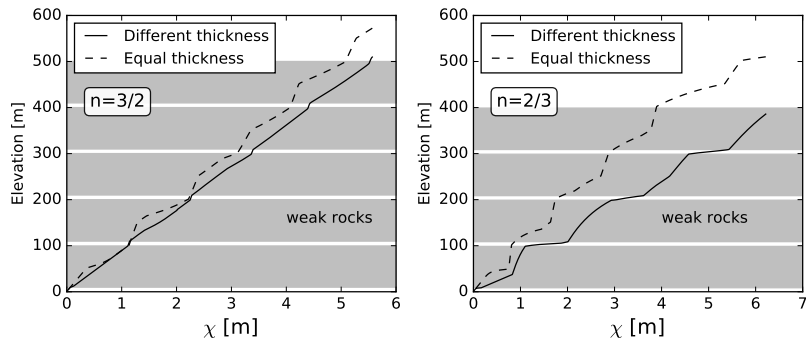 600
500
400
300
200
100
0
Elevation [m]
Different thickness
Equal thickness
n=3/2
weak rocks
0 1 2 3 4 5 6
χ [m]
600
500
400
300
200
100
0
Elevation [m]
Different thickness
Equal thickness
n=2/3
weak rocks
0 1 2 3 4 5 6 7
χ [m]